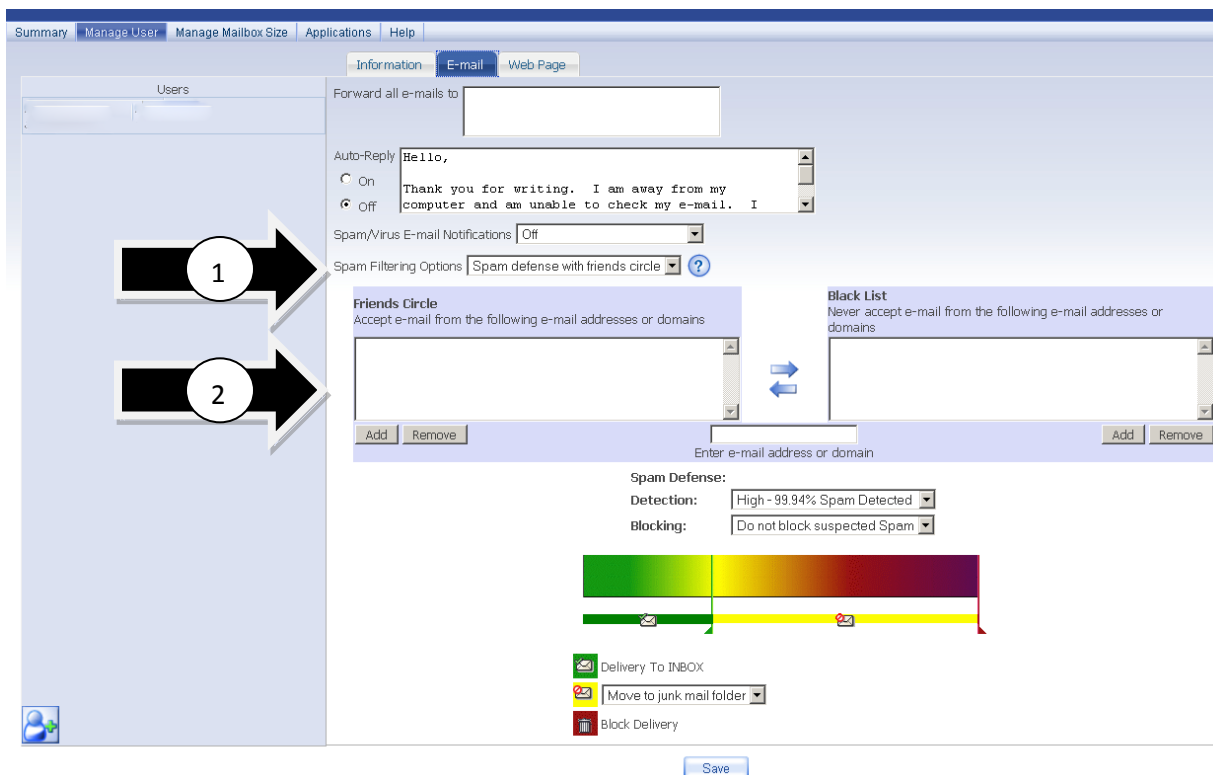 Summary Manage User Manage Mailbox Size Applications Help
Information E-mail Web Page
Users
Forward all e-mails to
Auto-Reply
On
Off
Hello,
Thank you for writing. I am away from my
computer and am unable to check my e-mail. I
Spam/Virus E-mail Notifications Off
1
Spam Filtering Options Spam defense with friends circle ?
Friends Circle
Accept e-mail from the following e-mail addresses or domains
Black List
Never accept e-mail from the following e-mail addresses or
domains
2
Add Remove
Enter e-mail address or domain
Add Remove
Spam Defense:
Detection: High - 99.94% Spam Detected
Blocking: Do not block suspected Spam
Delivery To INBOX
Move to junk mail folder
Block Delivery
Save